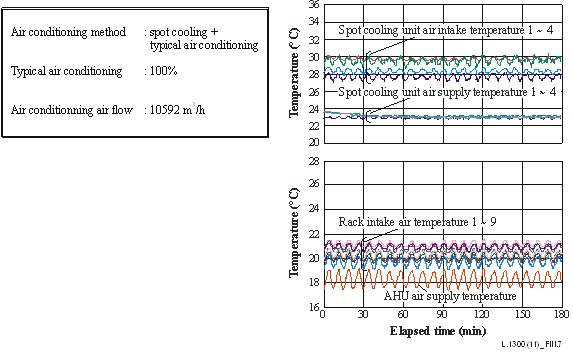 Air conditioning method : spot cooling +
typical air conditioning
Typical air conditioning : 100%
Air conditionning air flow : 10592 m³/h
Temperature (°C)
36
34
32
30
28
26
24
22
20
Spot cooling unit air intake temperature 1 ~ 4
Spot cooling unit air supply temperature 1 ~ 4
Temperature (°C)
28
26
24
22
20
18
16
Rack intake air temperature 1 ~ 9
AHU air supply temperature
0 30 60 90 120 150 180
Elapsed time (min)
L.1300 (11)_FIII.7